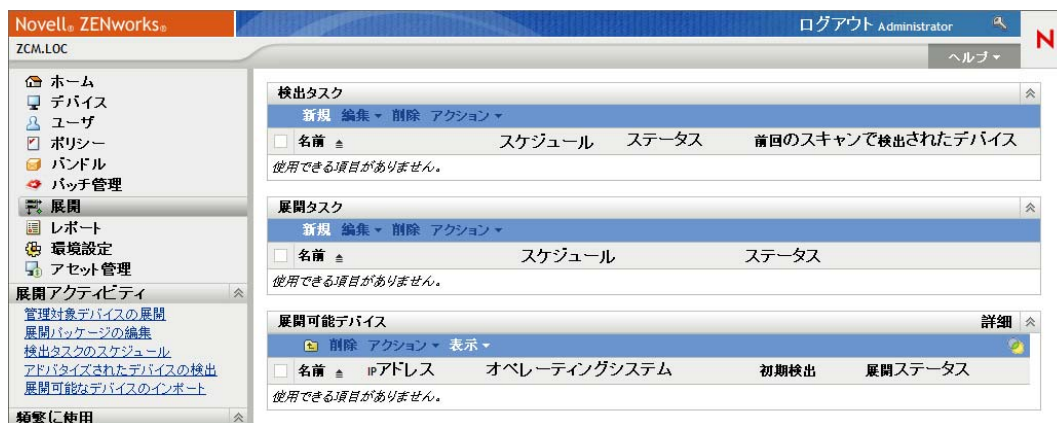 Novell® ZENworks®
ログアウト Administrator
N
ZCM.LOC
ヘルプ
ホーム
デバイス
ユーザ
ポリシー
バンドル
パッチ管理
展開
レポート
環境設定
アセット管理
展開アクティビティ
管理対象デバイスの展開
展開パッケージの編集
検出タスクのスケジュール
アドバタイズされたデバイスの検出
展開可能なデバイスのインポート
頻繁に使用
検出タスク
新規 編集 削除 アクション
名前 スケジュール ステータス 前回のスキャンで検出されたデバイス
使用できる項目がありません。
展開タスク
新規 編集 削除 アクション
名前 スケジュール ステータス
使用できる項目がありません。
展開可能デバイス 詳細
削除 アクション 表示
名前 IPアドレス オペレーティングシステム 初期検出 展開ステータス
使用できる項目がありません。